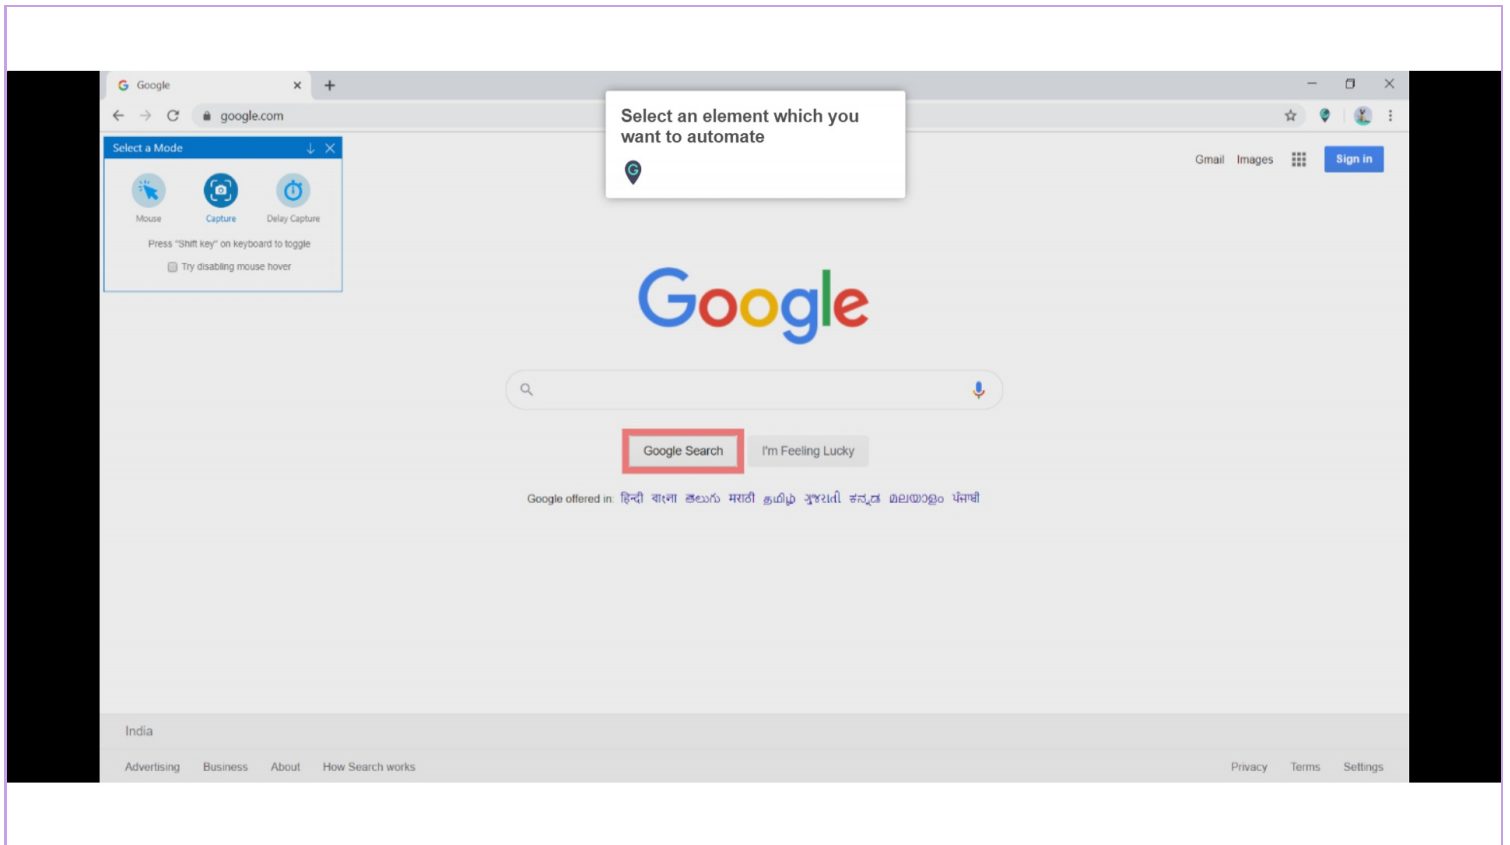 Google
google.com
Select an element which you
want to automate
Select a Mode
Mouse Capture Delay Capture
Press "Shift key" on keyboard to toggle
Try disabling mouse hover
Gmail Images Sign in
Google
Google Search I'm Feeling Lucky
Google offered in: हिन्दी বাংলা తెలుగు मराठी தமிழ் ગુજરાતી ಕನ್ನಡ മലയാളം ਪੰਜਾਬੀ
India
Advertising Business About How Search works Privacy Terms Settings